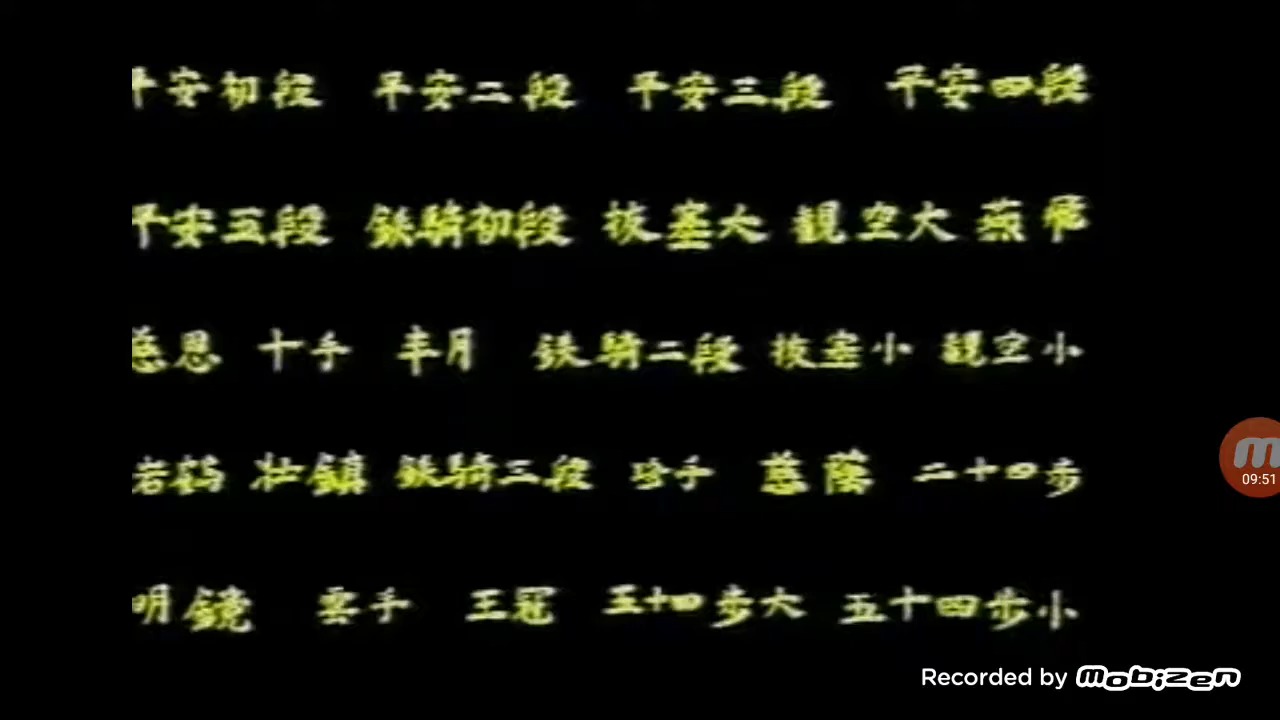 平安初段 平安二段 平安三段 平安四段
平安五段 鉄騎初段 抜塞大 観空大 燕飛
慈恩 十手 半月 鉄騎二段 抜塞小 観空小
岩鶴 壮鎮 鉄騎三段 珍手 慈蔭 二十四歩
明鏡 雲手 王冠 五十四歩大 五十四歩小
09:51
Recorded by Mobizen